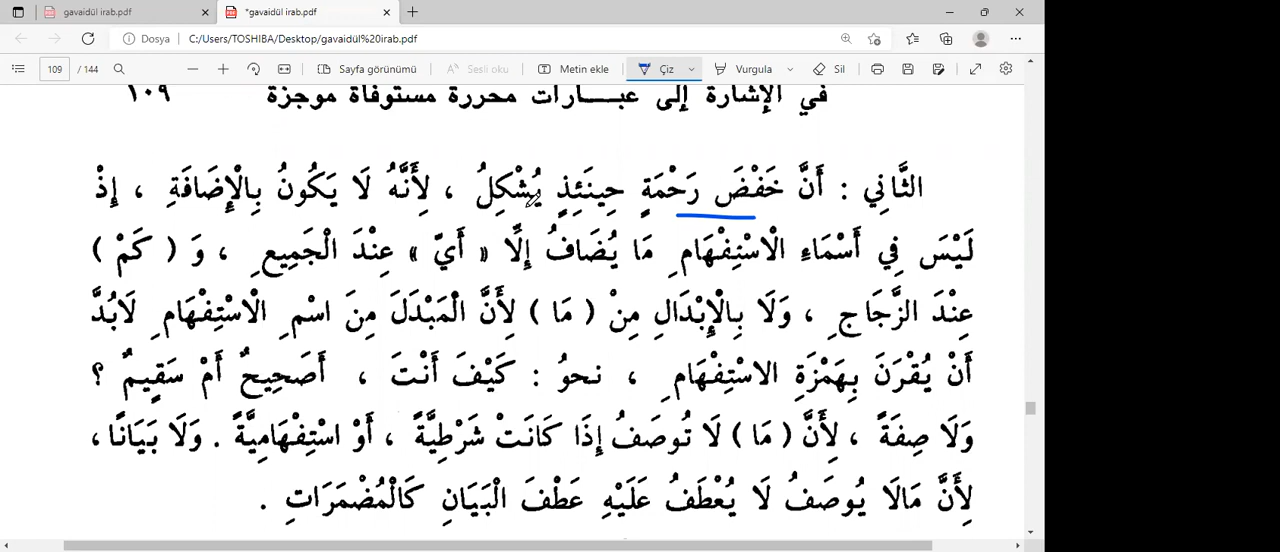 gavaidül irab.pdf
*gavaidül irab.pdf
Dosya C:/Users/TOSHIBA/Desktop/gavaidül%20irab.pdf
109 / 144 Sayfa görünümü Sesli oku Metin ekle Çiz Vurgula Sil
في الإشارة إلى عبـــارات محررة مستوفاة موجزة ١٠٩
الثَّانِي : أَنَّ خَفْضَ رَحْمَةٍ حِينَئِذٍ يُشْكِلُ ، لِأَنَّهُ لَا يَكُونُ بِالْإِضَافَةِ ، إِذْ
لَيْسَ فِي أَسْمَاءِ الْاسْتِفْهَامِ مَا يُضَافُ إِلَّا « أَيّ » عِنْدَ الْجَمِيعِ ، وَ ( كَمْ )
عِنْدَ الزَّجَاجِ ، وَلَا بِالْإِبْدَالِ مِنْ ( مَا ) لِأَنَّ الْمَبْدَلَ مِنَ اسْمِ الْاسْتِفْهَامِ لَابُدَّ
أَنْ يُقْرَنَ بِهَمْزَةِ الاسْتِفْهَامِ ، نحوُ : كَيْفَ أَنْتَ ، أَصَحِيحٌ أَمْ سَقِيمٌ ؟
وَلَا صِفَةً ، لِأَنَّ ( مَا ) لَا تُوصَفُ إِذَا كَانَتْ شَرْطِيَّةً ، أَوْ اسْتِفْهَامِيَّةً . وَلَا بَيَانًا ،
لِأَنَّ مَالَا يُوصَفُ لَا يُعْطَفُ عَلَيْهِ عَطْفَ الْبَيَانِ كَالْمُضْمَرَاتِ .